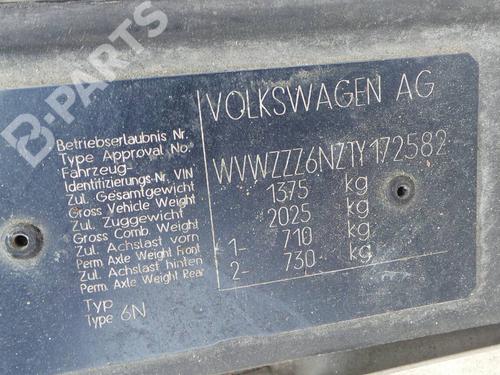 B-PARTS
VOLKSWAGEN AG
Betriebserlaubnis Nr.
Type Approval No.
Fahrzeug-
Identifizierungs-Nr. VIN
WVWZZZ6NZTY172582
Zul. Gesamtgewicht
Gross Vehicle Weight
1375 kg
Zul. Zuggewicht
Gross Comb. Weight
2025 kg
Zul. Achslast vorn
Perm. Axle Weight Front
1- 710 kg
Zul. Achslast hinten
Perm. Axle Weight Rear
2- 730 kg
Typ
Type 6N